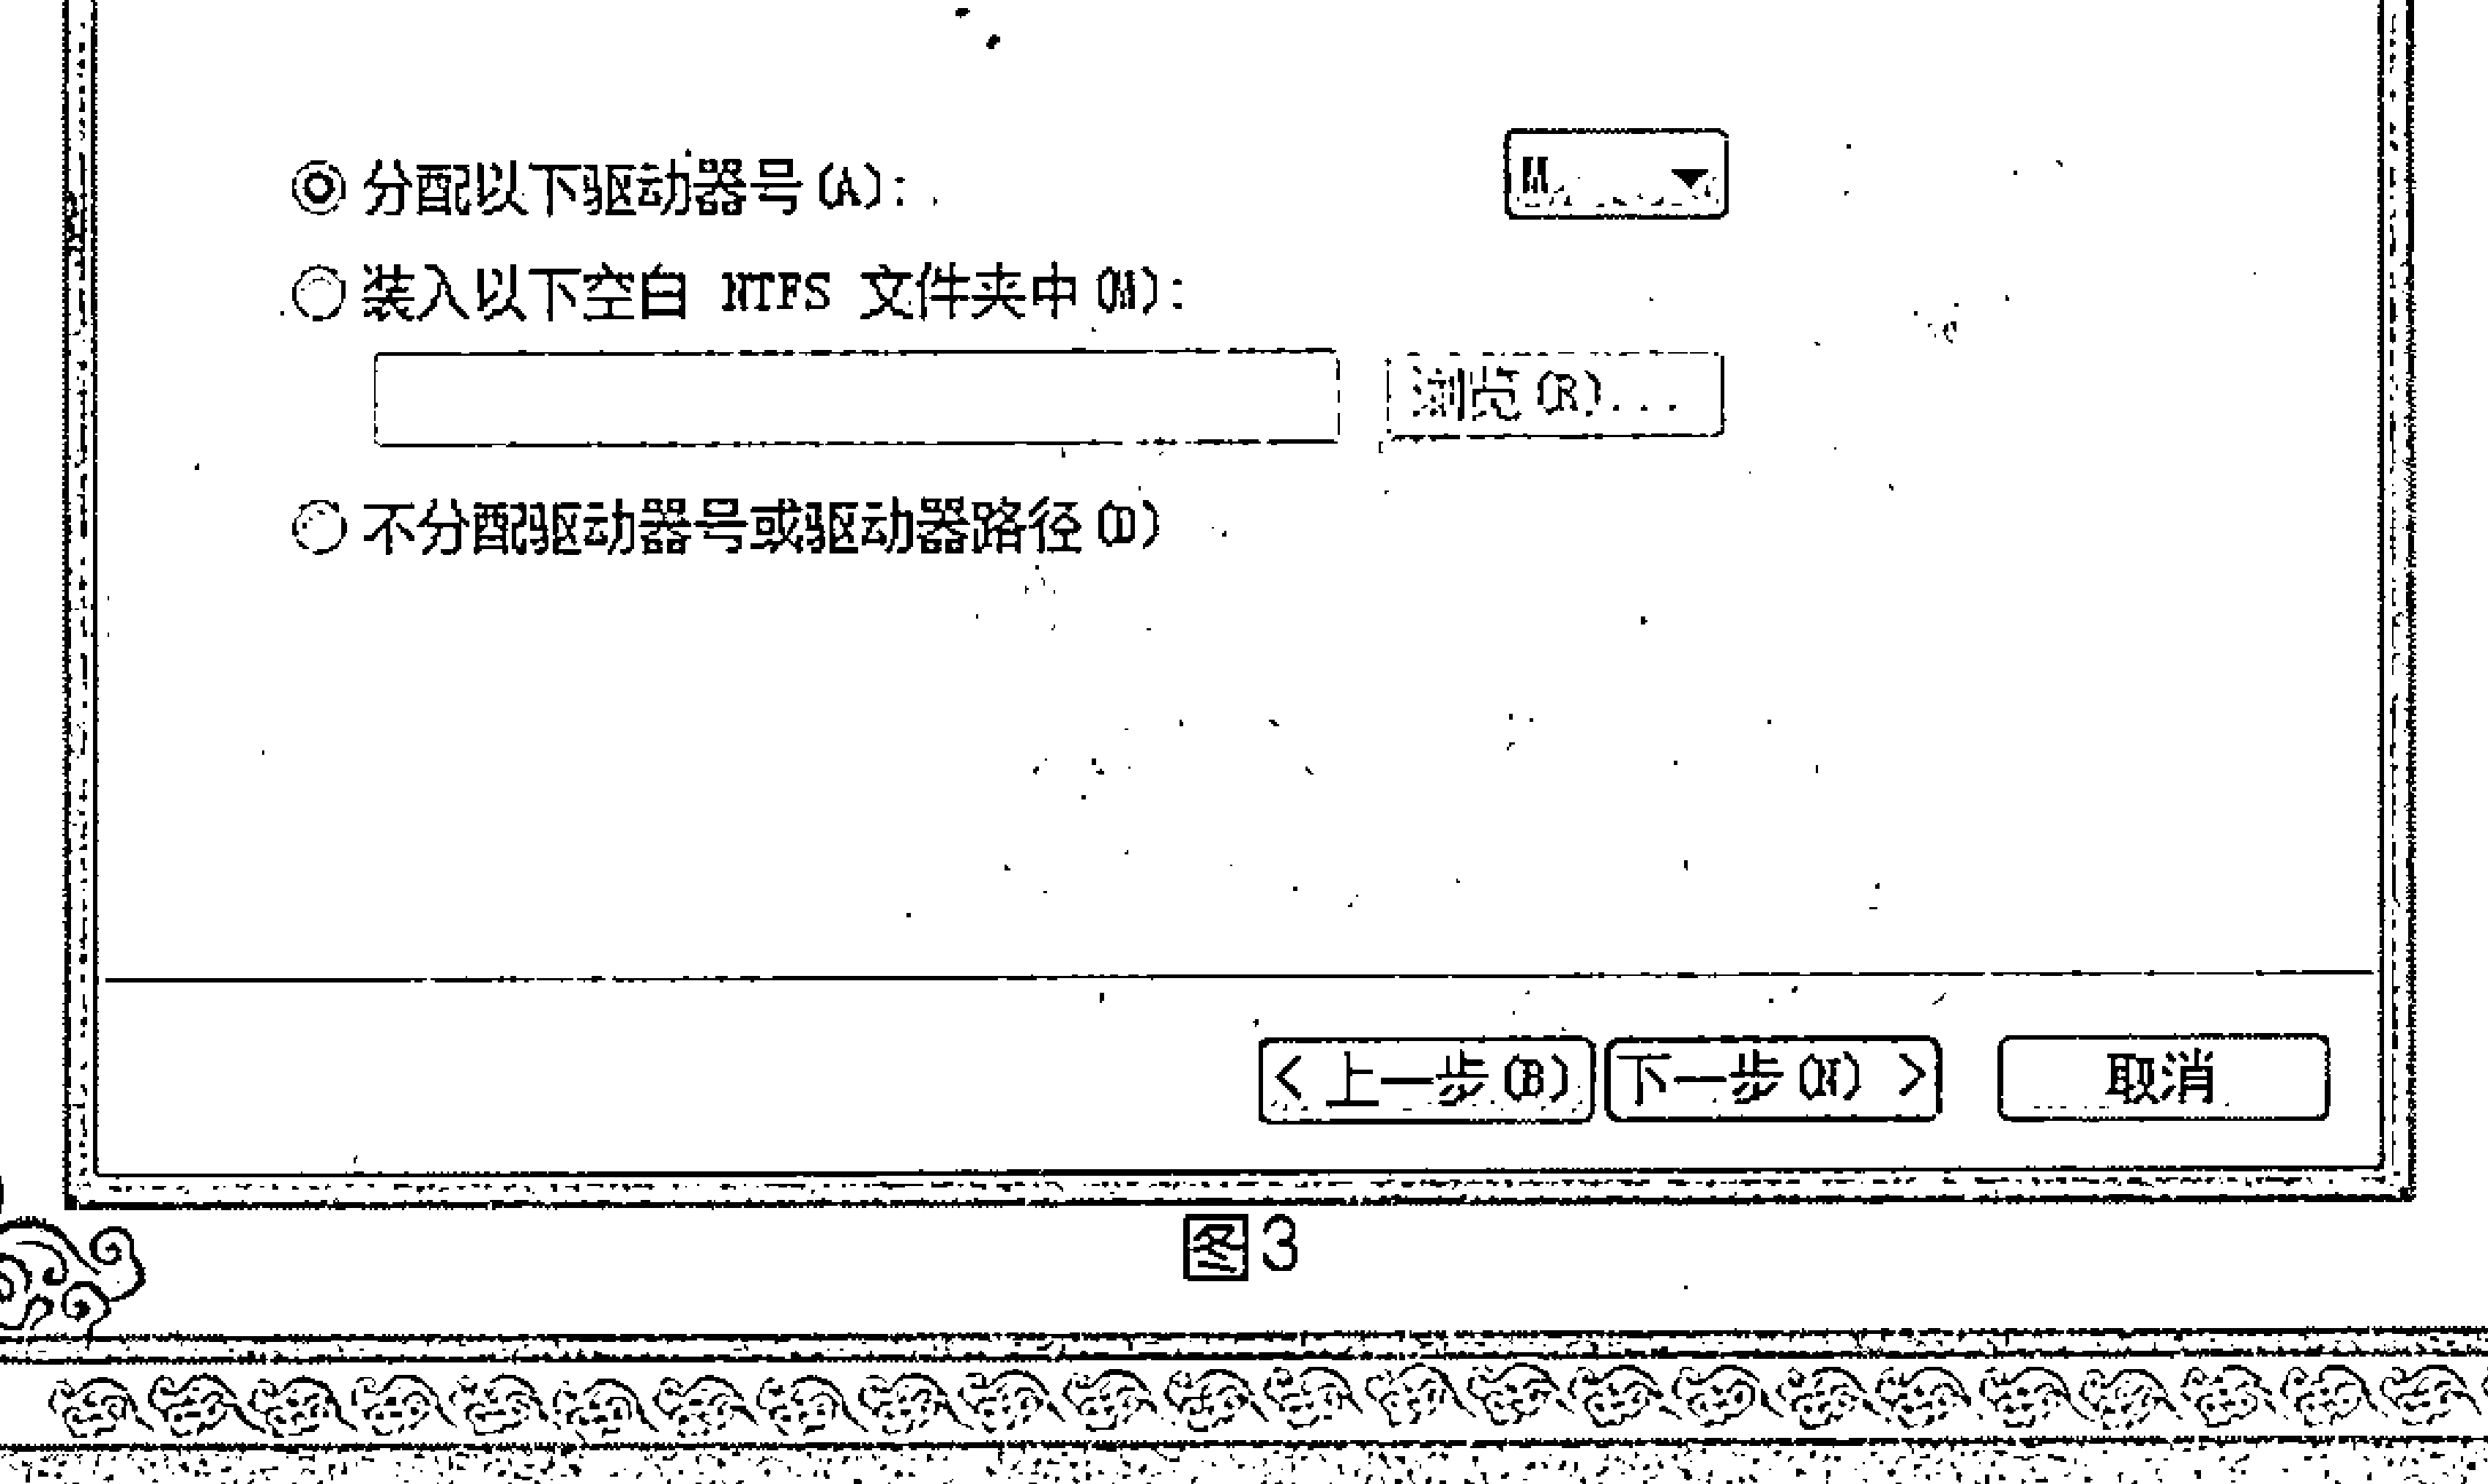 分配以下驱动器号(A): M
装入以下空白 NTFS 文件夹中(M):
浏览(R)...
不分配驱动器号或驱动器路径(D)
< 上一步(B) 下一步(N) > 取消
图3